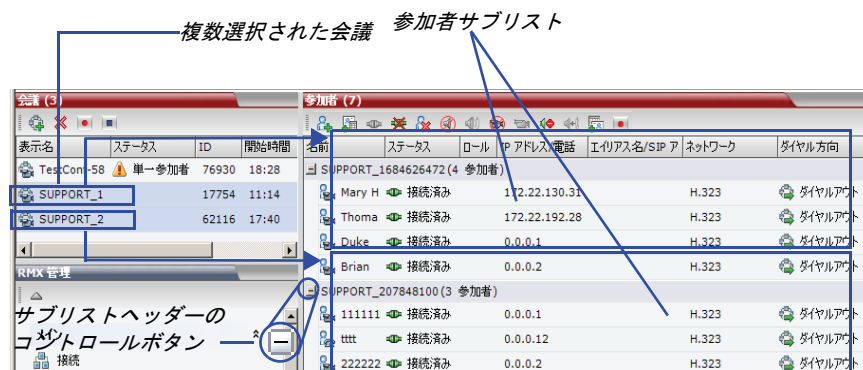 複数選択された会議 参加者サブリスト
会議 (3)
参加者 (7)
表示名 ステータス ID 開始時間
名前 ステータス ロール IP アドレス/電話 エイリアス名/SIP ア ネットワーク ダイヤル方向
TestConf-58 単一参加者 76930 18:28
SUPPORT_1684626472(4 参加者)
SUPPORT_1 17754 11:14
Mary H 接続済み 172.22.130.31 H.323 ダイヤルアウト
SUPPORT_2 62116 17:40
Thoma 接続済み 172.22.192.28 H.323 ダイヤルアウト
Duke 接続済み 0.0.0.1 H.323 ダイヤルアウト
Brian 接続済み 0.0.0.2 H.323 ダイヤルアウト
RMX 管理
SUPPORT_207848100(3 参加者)
サブリストヘッダーの
コントロールボタン
111111 接続済み 0.0.0.1 H.323 ダイヤルアウト
tttt 接続済み 0.0.0.12 H.323 ダイヤルアウト
接続
222222 接続済み 0.0.0.2 H.323 ダイヤルアウト